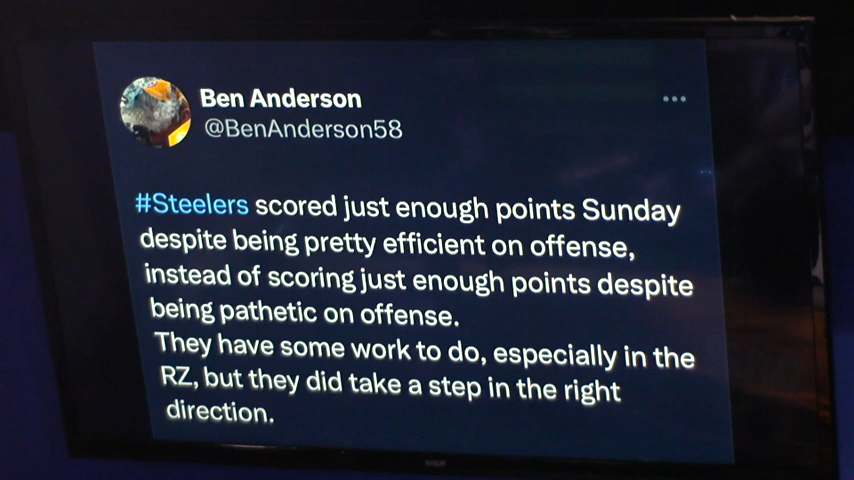 Ben Anderson
@BenAnderson58
#Steelers scored just enough points Sunday
despite being pretty efficient on offense,
instead of scoring just enough points despite
being pathetic on offense.
They have some work to do, especially in the
RZ, but they did take a step in the right
direction.